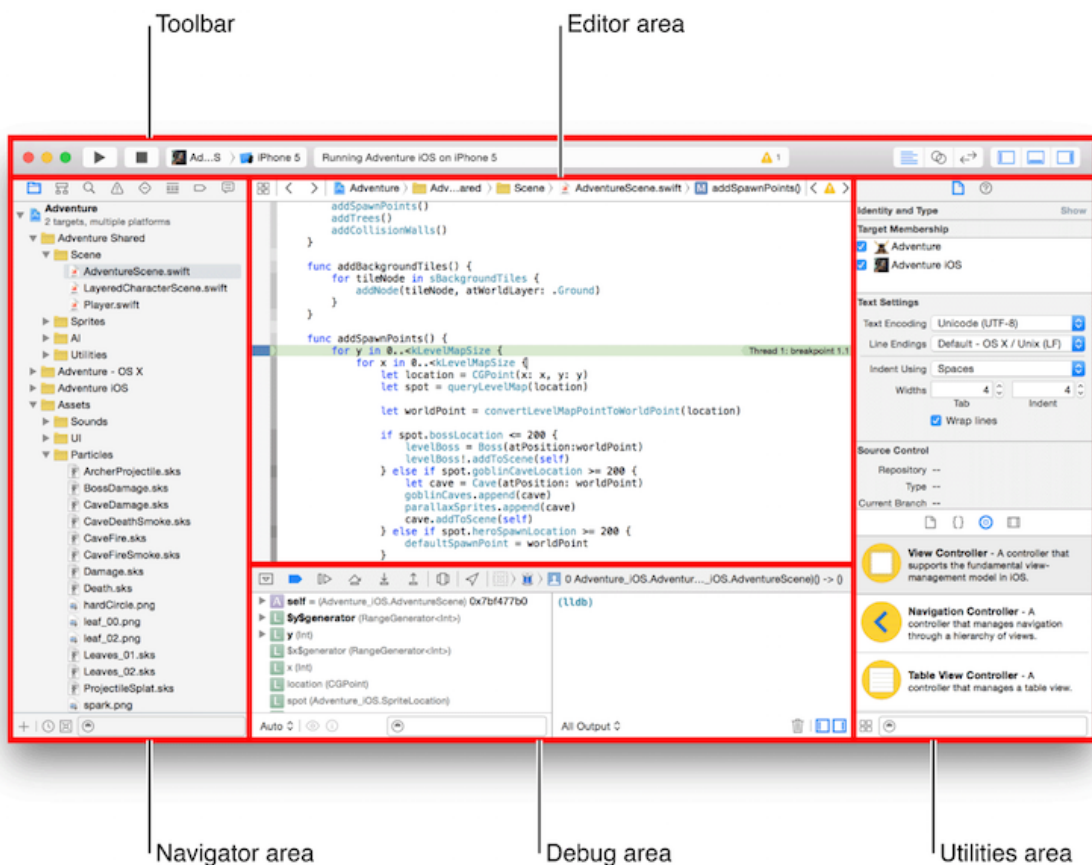 Toolbar
Editor area
Ad...S
iPhone 5
Running Adventure iOS on iPhone 5
1
Adventure
2 targets, multiple platforms
Adventure Shared
Scene
AdventureScene.swift
LayeredCharacterScene.swift
Player.swift
Sprites
AI
Utilities
Adventure - OS X
Adventure iOS
Assets
Sounds
UI
Particles
ArcherProjectile.sks
BossDamage.sks
CaveDamage.sks
CaveDeathSmoke.sks
CaveFire.sks
CaveFireSmoke.sks
Damage.sks
Death.sks
hardCircle.png
leaf_00.png
leaf_02.png
Leaves_01.sks
Leaves_02.sks
ProjectileSplat.sks
spark.png
Adventure
Adv...ared
Scene
AdventureScene.swift
M addSpawnPoints()
addSpawnPoints()
addTrees()
addCollisionWalls()
}
func addBackgroundTiles() {
for tileNode in sBackgroundTiles {
addNode(tileNode, atWorldLayer: .Ground)
}
}
func addSpawnPoints() {
for y in 0..<kLevelMapSize {
Thread 1: breakpoint 1.1
for x in 0..<kLevelMapSize {
let location = CGPoint(x: x, y: y)
let spot = queryLevelMap(location)
let worldPoint = convertLevelMapPointToWorldPoint(location)
if spot.bossLocation <= 200 {
levelBoss = Boss(atPosition:worldPoint)
levelBoss!.addToScene(self)
} else if spot.goblinCaveLocation >= 200 {
let cave = Cave(atPosition: worldPoint)
goblinCaves.append(cave)
parallaxSprites.append(cave)
cave.addToScene(self)
} else if spot.heroSpawnLocation >= 200 {
defaultSpawnPoint = worldPoint
}
0 Adventure_iOS.Adventur..._iOS.AdventureScene)() -> ()
A self = (Adventure_iOS.AdventureScene) 0x7bf477b0
L $y$generator (RangeGenerator<Int>)
L y (Int)
L $x$generator (RangeGenerator<Int>)
L x (Int)
L location (CGPoint)
L spot (Adventure_iOS.SpriteLocation)
Auto
(lldb)
All Output
Identity and Type Show
Target Membership
Adventure
Adventure iOS
Text Settings
Text Encoding Unicode (UTF-8)
Line Endings Default - OS X / Unix (LF)
Indent Using Spaces
Widths 4 4
Tab Indent
Wrap lines
Source Control
Repository --
Type --
Current Branch --
View Controller - A controller that
supports the fundamental view-
management model in iOS.
Navigation Controller - A
controller that manages navigation
through a hierarchy of views.
Table View Controller - A
controller that manages a table view.
Navigator area
Debug area
Utilities area